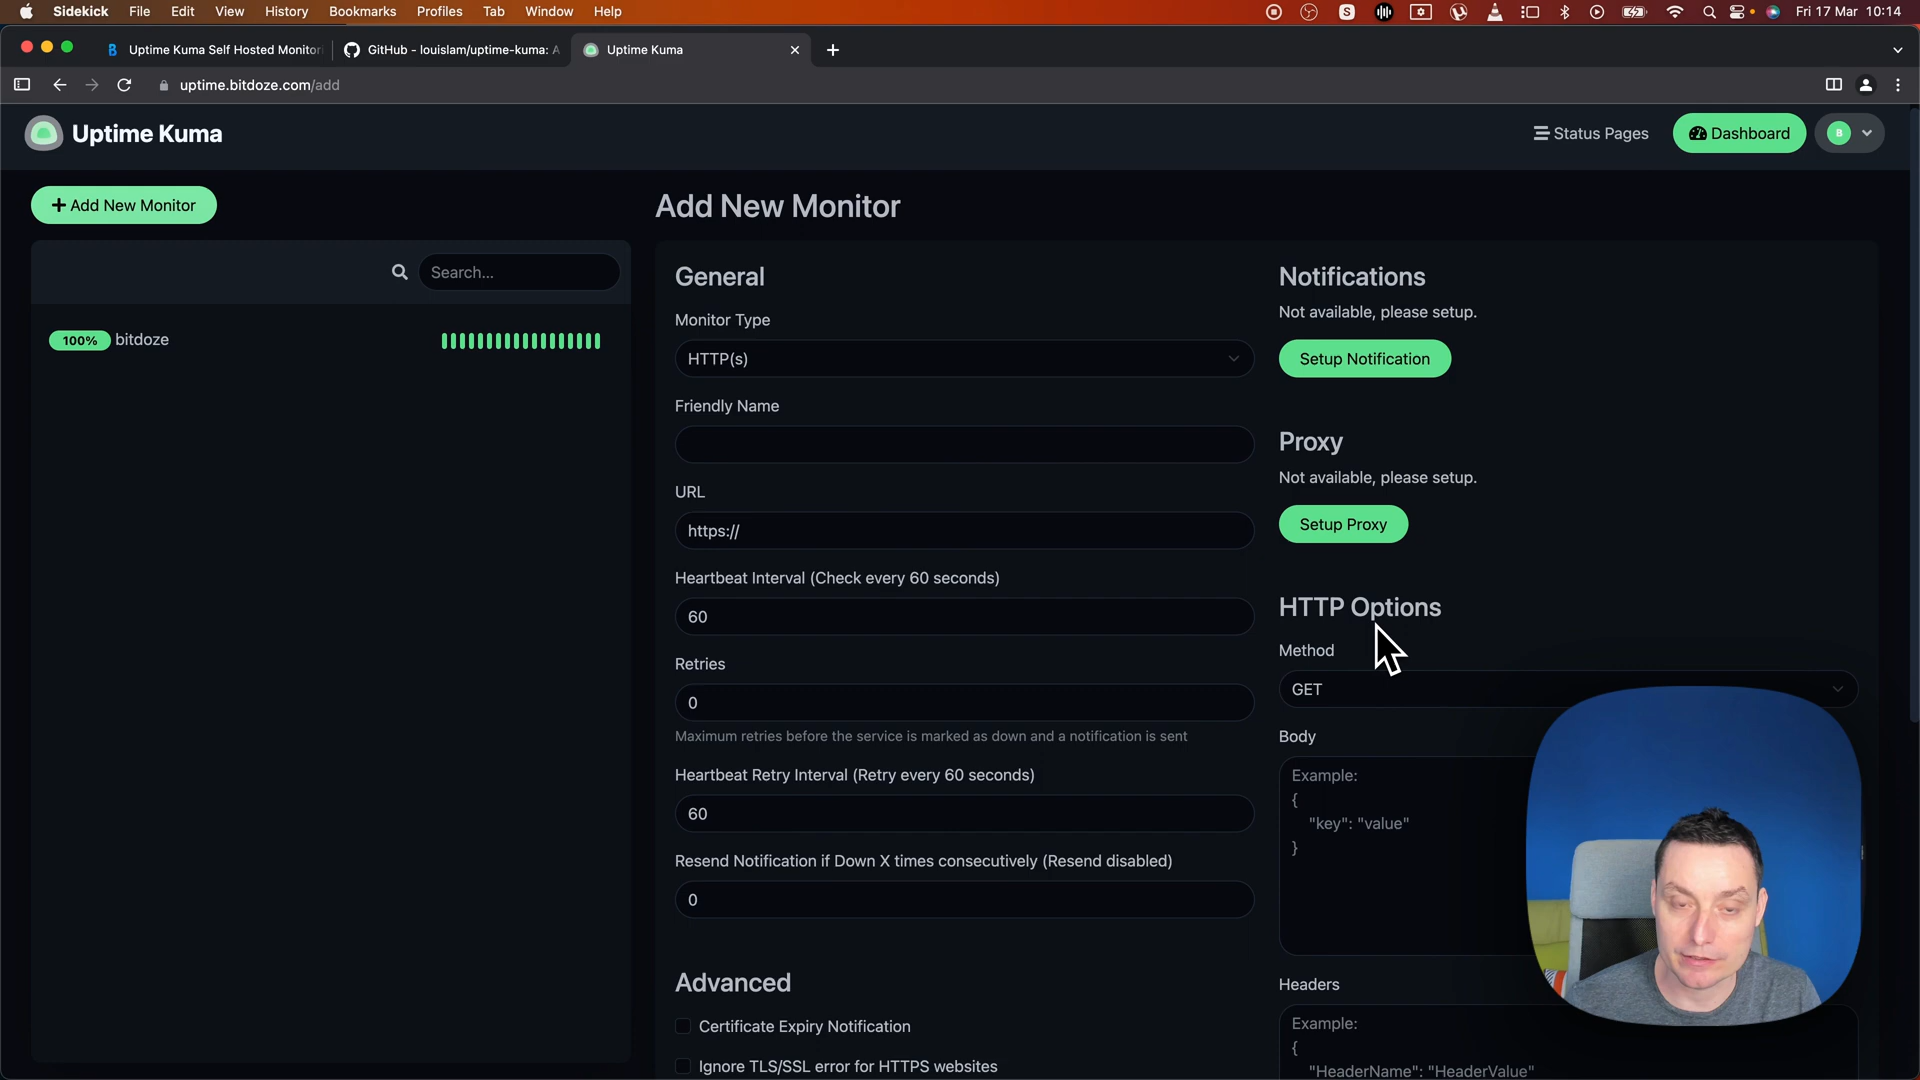 Sidekick File Edit View History Bookmarks Profiles Tab Window Help
Fri 17 Mar 10:14
Uptime Kuma Self Hosted Monitori
GitHub - louislam/uptime-kuma: A
Uptime Kuma
uptime.bitdoze.com/add
Uptime Kuma
Status Pages
Dashboard
B
+ Add New Monitor
Search...
100% bitdoze
Add New Monitor
General
Monitor Type
HTTP(s)
Friendly Name
URL
https://
Heartbeat Interval (Check every 60 seconds)
60
Retries
0
Maximum retries before the service is marked as down and a notification is sent
Heartbeat Retry Interval (Retry every 60 seconds)
60
Resend Notification if Down X times consecutively (Resend disabled)
0
Advanced
Certificate Expiry Notification
Ignore TLS/SSL error for HTTPS websites
Notifications
Not available, please setup.
Setup Notification
Proxy
Not available, please setup.
Setup Proxy
HTTP Options
Method
GET
Body
Example:
{
"key": "value"
}
Headers
Example:
{
"HeaderName": "HeaderValue"